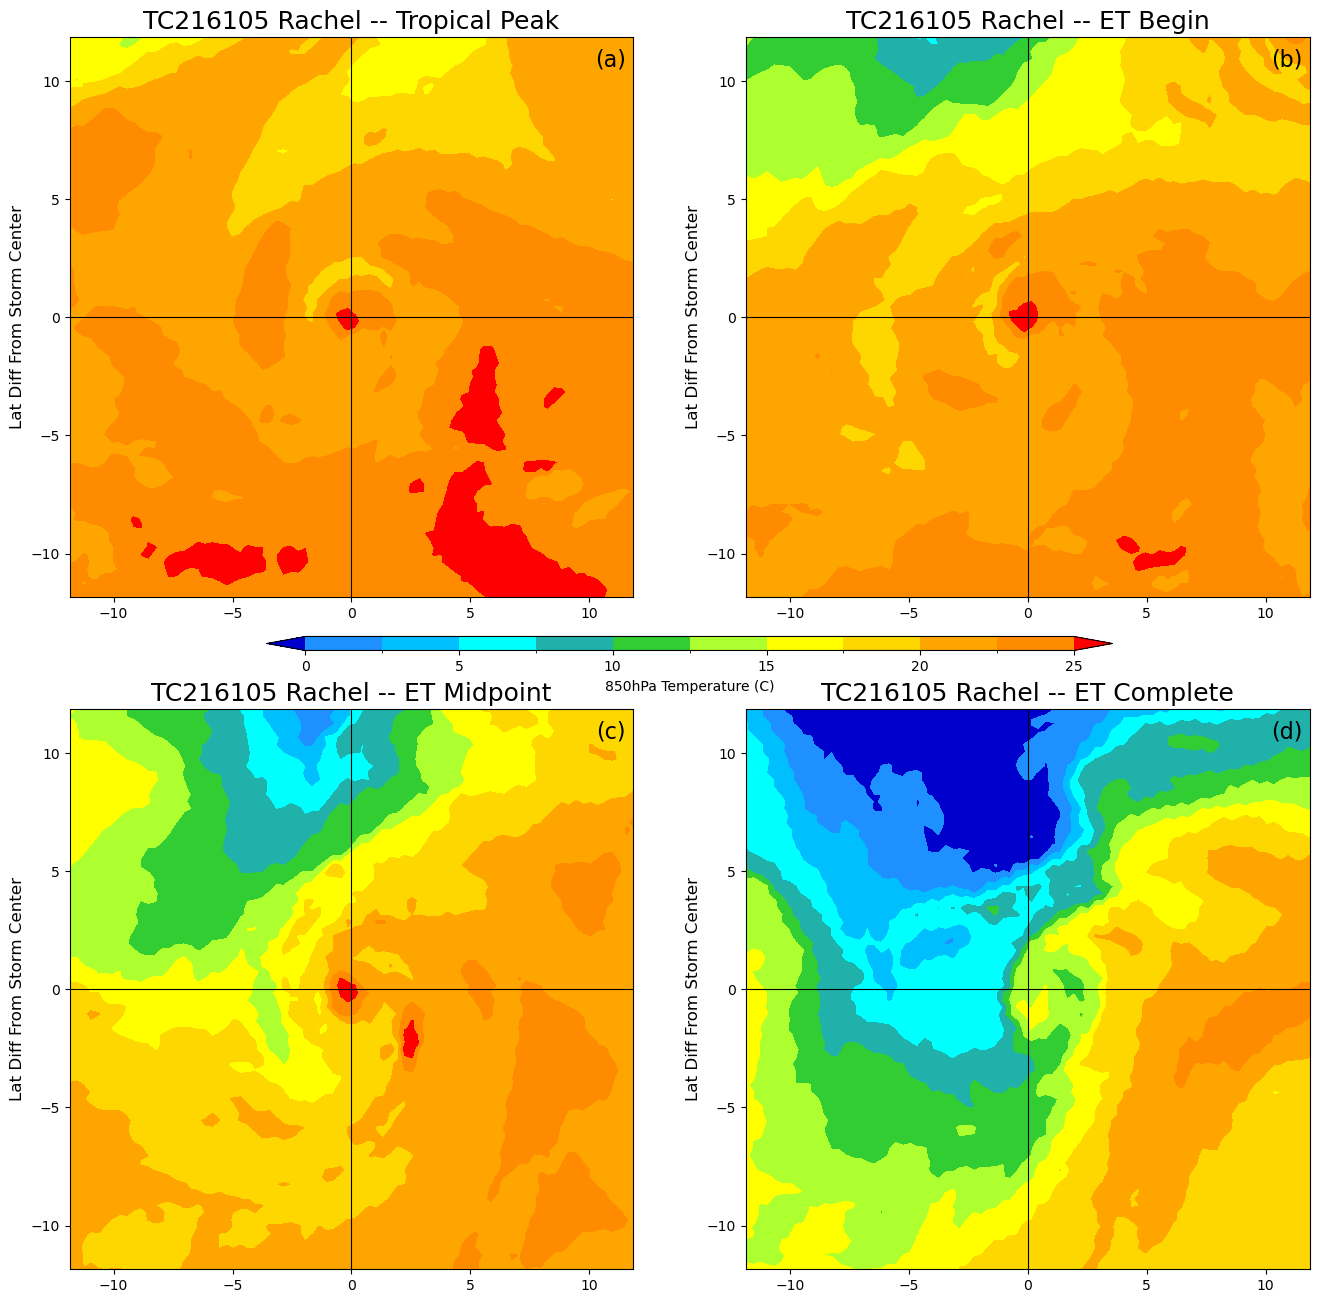 TC216105 Rachel -- Tropical Peak
TC216105 Rachel -- ET Begin
(a)
(b)
Lat Diff From Storm Center
Lat Diff From Storm Center
10
5
0
−5
−10
10
5
0
−5
−10
−10 −5 0 5 10
−10 −5 0 5 10
0 5 10 15 20 25
850hPa Temperature (C)
TC216105 Rachel -- ET Midpoint
TC216105 Rachel -- ET Complete
(c)
(d)
Lat Diff From Storm Center
Lat Diff From Storm Center
10
5
0
−5
−10
10
5
0
−5
−10
−10 −5 0 5 10
−10 −5 0 5 10